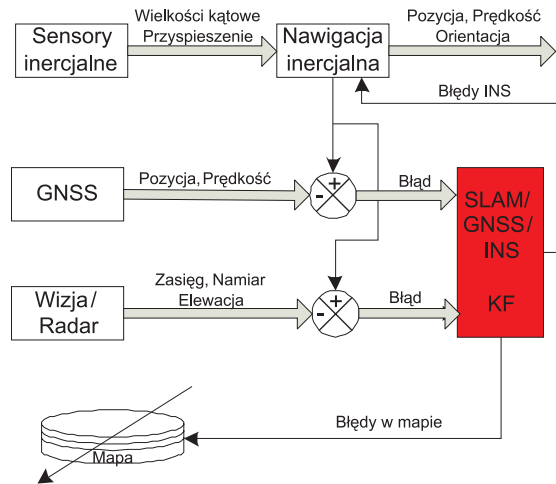 Sensory
inercjalne
Wielkości kątowe
Przyspieszenie
Nawigacja
inercjalna
Pozycja, Prędkość
Orientacja
Błędy INS
GNSS
Pozycja, Prędkość
+
-
Błąd
SLAM/
GNSS/
INS
KF
Wizja/
Radar
Zasięg, Namiar
Elewacja
+
-
Błąd
Błędy w mapie
Mapa